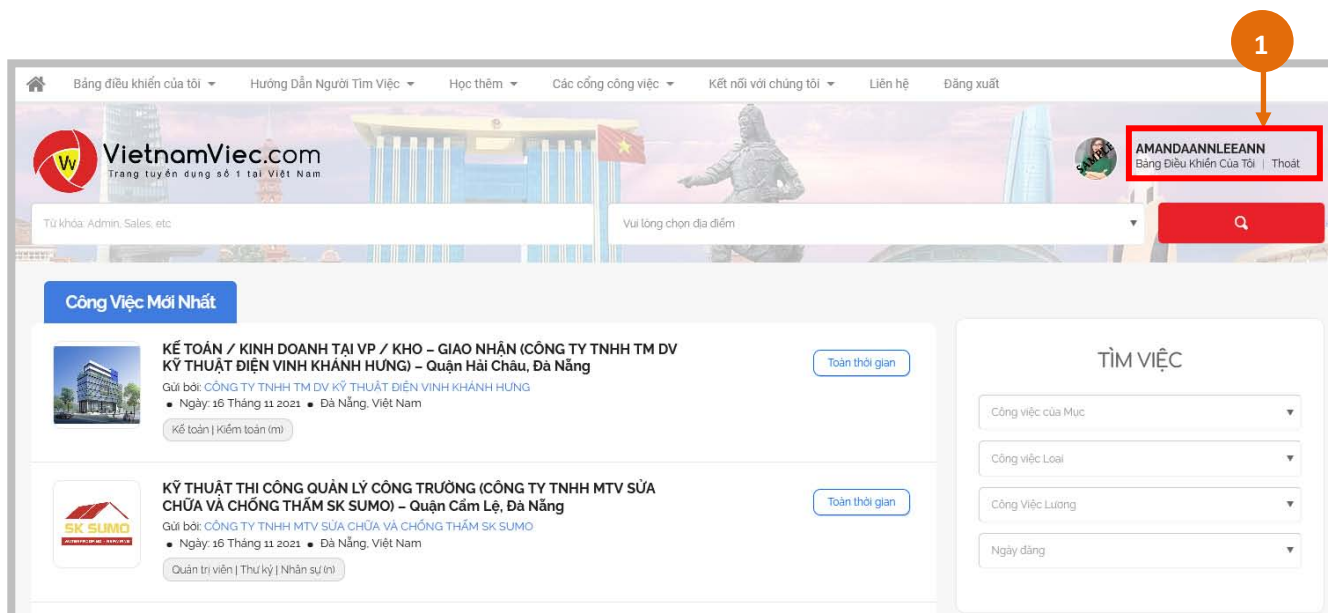 1
Bảng điều khiển của tôi
Hướng Dẫn Người Tìm Việc
Học thêm
Các cổng công việc
Kết nối với chúng tôi
Liên hệ
Đăng xuất
VietnamViec.com
Trang tuyển dụng số 1 tại Việt Nam
SAMPLE
AMANDAANNLEEANN
Bảng Điều Khiển Của Tôi | Thoát
Từ khóa: Admin, Sales, etc
Vui lòng chọn địa điểm
Công Việc Mới Nhất
KẾ TOÁN / KINH DOANH TẠI VP / KHO – GIAO NHẬN (CÔNG TY TNHH TM DV
KỸ THUẬT ĐIỆN VINH KHÁNH HƯNG) – Quận Hải Châu, Đà Nẵng
Toàn thời gian
Gửi bởi: CÔNG TY TNHH TM DV KỸ THUẬT ĐIỆN VINH KHÁNH HƯNG
• Ngày: 16 Tháng 11 2021 • Đà Nẵng, Việt Nam
Kế toán | Kiểm toán (m)
KỸ THUẬT THI CÔNG QUẢN LÝ CÔNG TRƯỜNG (CÔNG TY TNHH MTV SỬA
CHỮA VÀ CHỐNG THẤM SK SUMO) – Quận Cẩm Lệ, Đà Nẵng
Toàn thời gian
SK SUMO
Gửi bởi: CÔNG TY TNHH MTV SỬA CHỮA VÀ CHỐNG THẤM SK SUMO
• Ngày: 16 Tháng 11 2021 • Đà Nẵng, Việt Nam
Quản trị viên | Thư ký | Nhân sự (n)
TÌM VIỆC
Công việc của Mục
Công việc Loại
Công Việc Lương
Ngày đăng